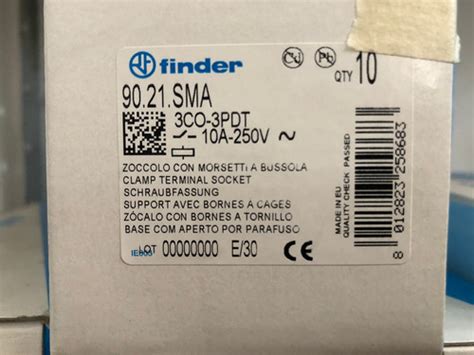 finder
QTY 10
90.21.SMA
3CO-3PDT
10A-250V ~
ZOCCOLO CON MORSETTI A BUSSOLA
CLAMP TERMINAL SOCKET
SCHRAUBFASSUNG
SUPPORT AVEC BORNES A CAGES
ZÓCALO CON BORNES A TORNILLO
BASE COM APERTO POR PARAFUSO
LOT 00000000 E/30
MADE IN EU
QUALITY CHECK PASSED
8 012823 258683